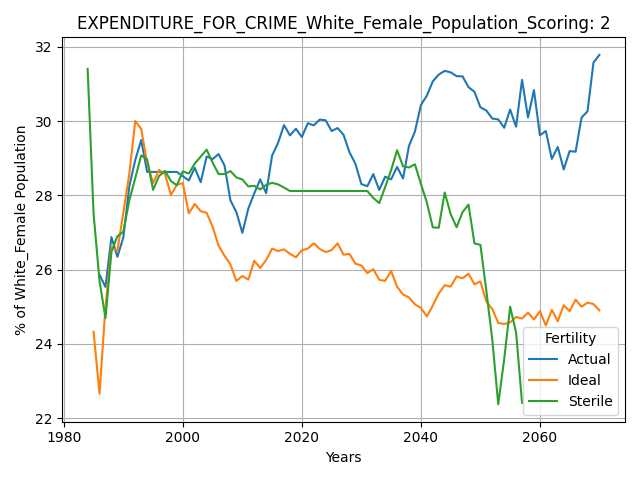 EXPENDITURE_FOR_CRIME_White_Female_Population_Scoring: 2
% of White_Female Population
32
30
28
26
24
22
1980
2000
2020
2040
2060
Years
Fertility
Actual
Ideal
Sterile